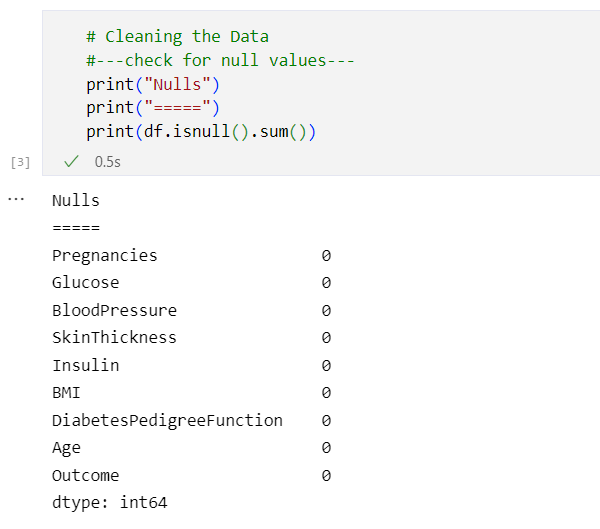 # Cleaning the Data
#---check for null values---
print("Nulls")
print("=====")
print(df.isnull().sum())
[3] ✓ 0.5s
... Nulls
=====
Pregnancies 0
Glucose 0
BloodPressure 0
SkinThickness 0
Insulin 0
BMI 0
DiabetesPedigreeFunction 0
Age 0
Outcome 0
dtype: int64